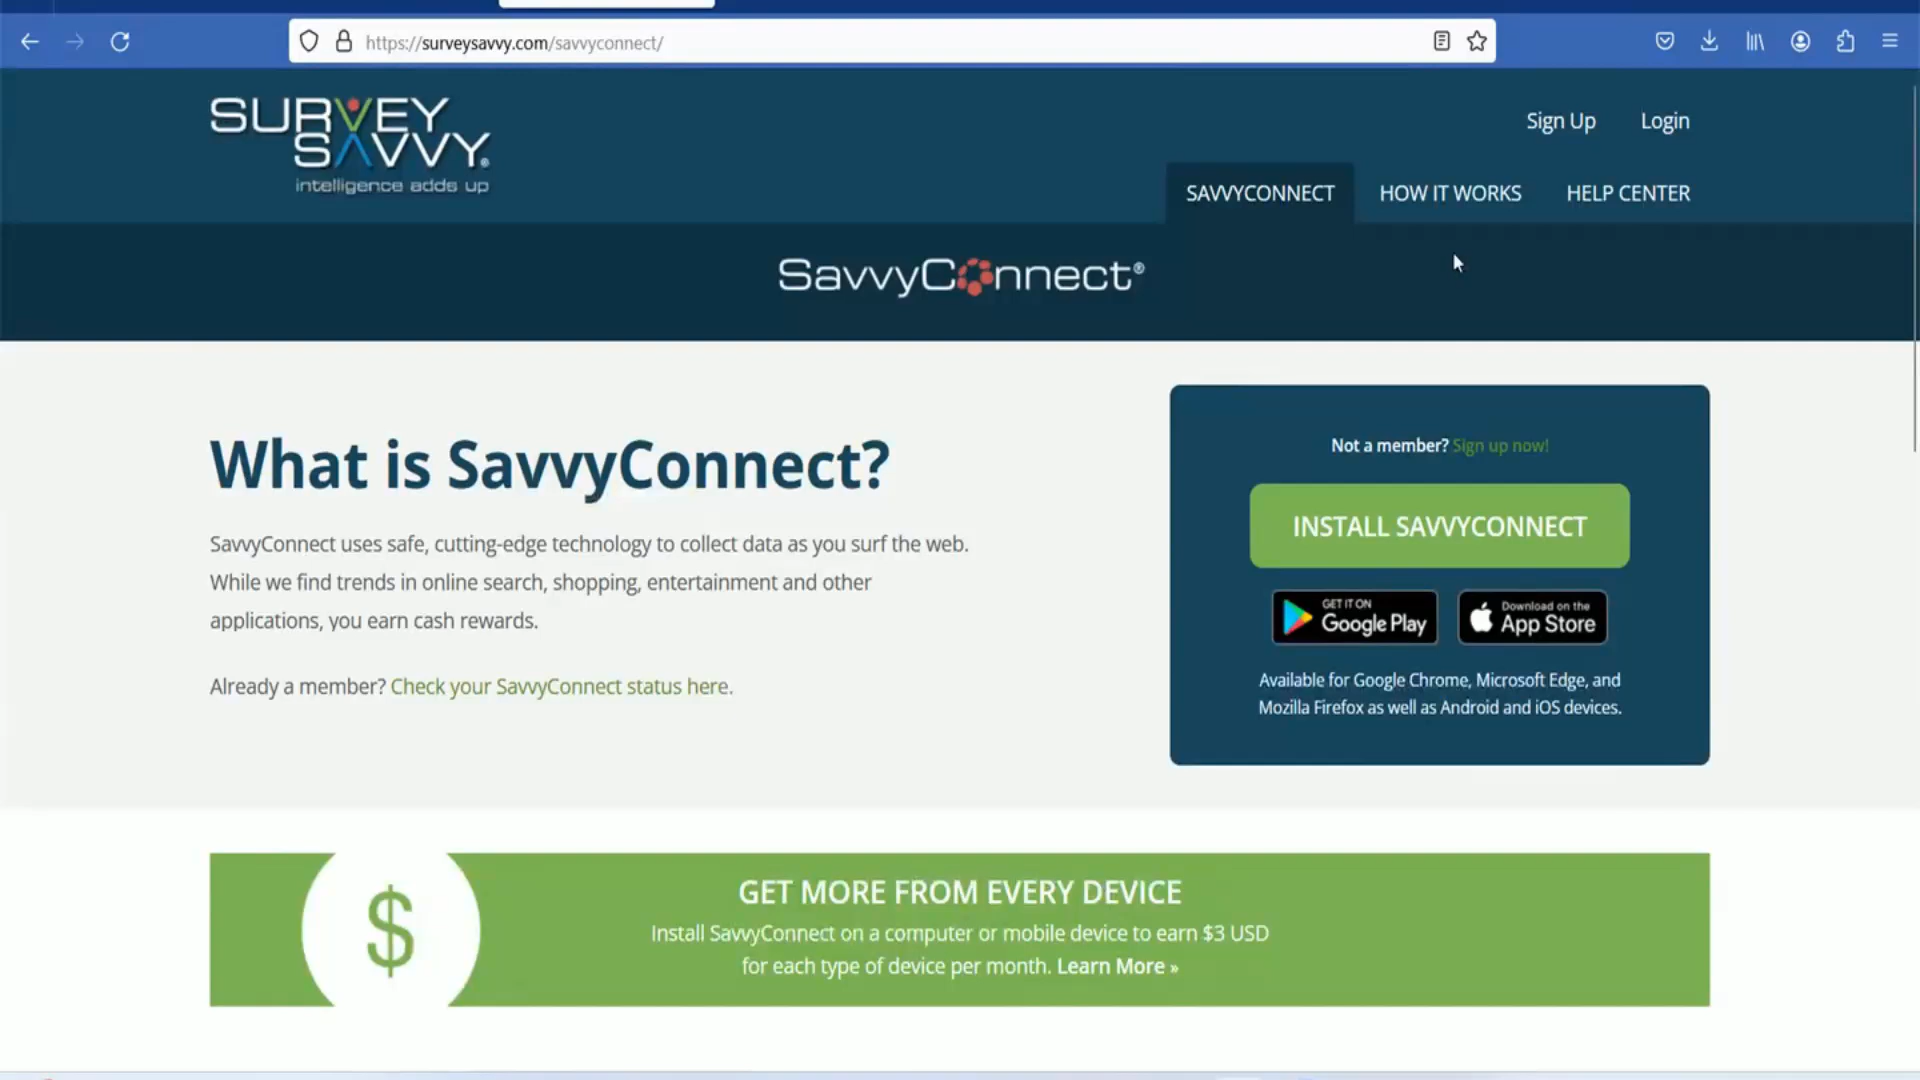 https://surveysavvy.com/savvyconnect/
SURVEY
SAVVY®
intelligence adds up
Sign Up
Login
SAVVYCONNECT
HOW IT WORKS
HELP CENTER
SavvyConnect®
What is SavvyConnect?
SavvyConnect uses safe, cutting-edge technology to collect data as you surf the web.
While we find trends in online search, shopping, entertainment and other
applications, you earn cash rewards.
Already a member? Check your SavvyConnect status here.
Not a member? Sign up now!
INSTALL SAVVYCONNECT
GET IT ON
Google Play
Download on the
App Store
Available for Google Chrome, Microsoft Edge, and
Mozilla Firefox as well as Android and iOS devices.
$
GET MORE FROM EVERY DEVICE
Install SavvyConnect on a computer or mobile device to earn $3 USD
for each type of device per month. Learn More »